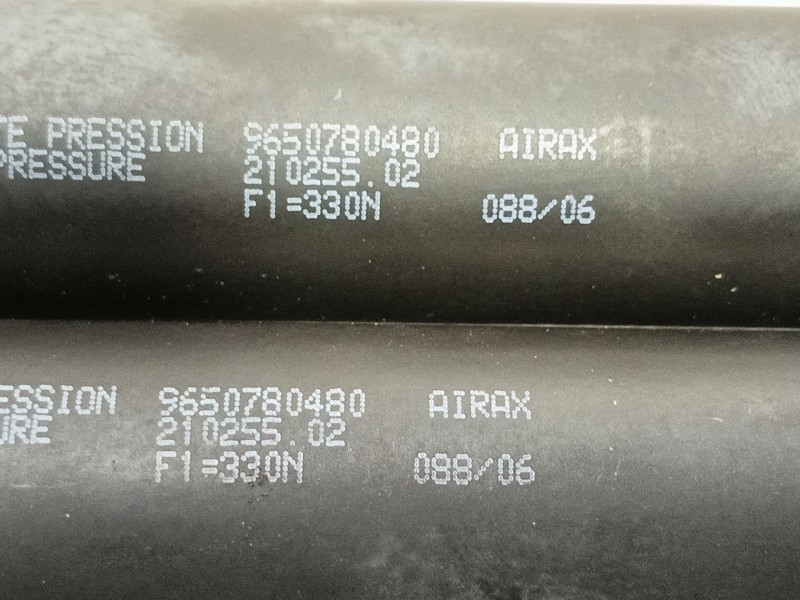 TE PRESSION 9650780480 AIRAX
PRESSURE 210255.02
F1=330N 088/06
ESSION 9650780480 AIRAX
URE 210255.02
F1=330N 088/06